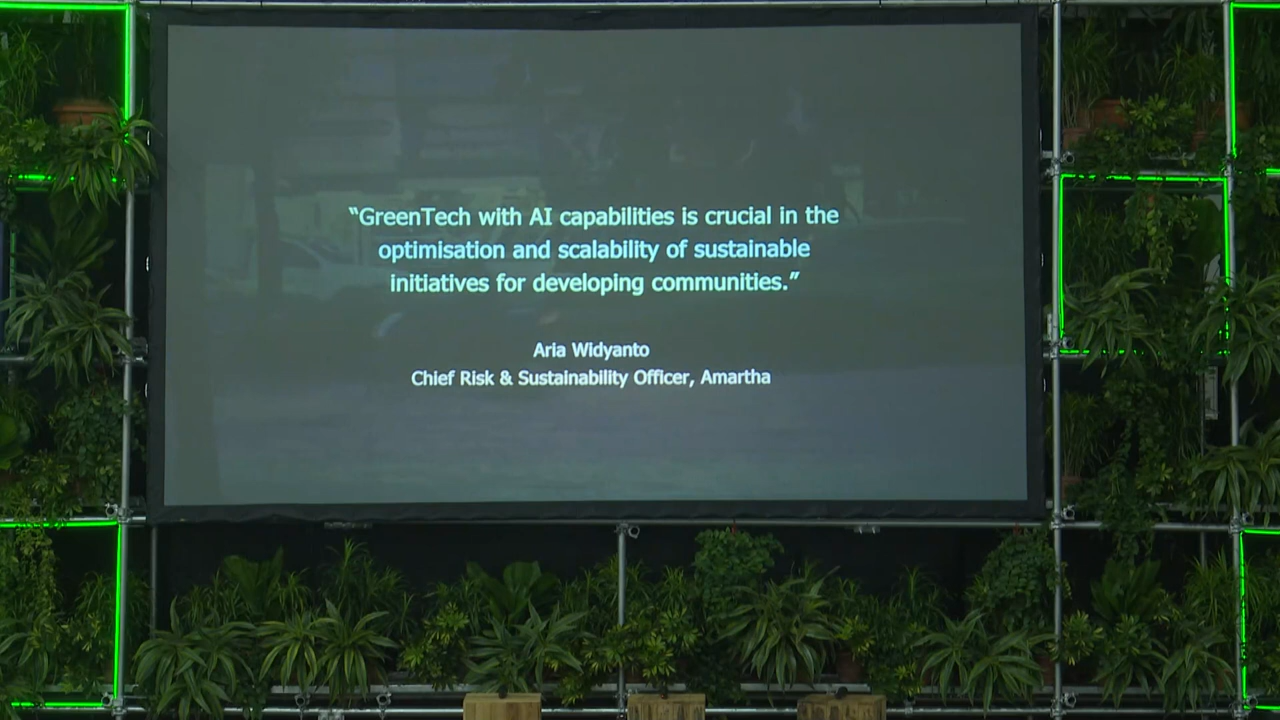 “GreenTech with AI capabilities is crucial in the
optimisation and scalability of sustainable
initiatives for developing communities.”
Aria Widyanto
Chief Risk & Sustainability Officer, Amartha